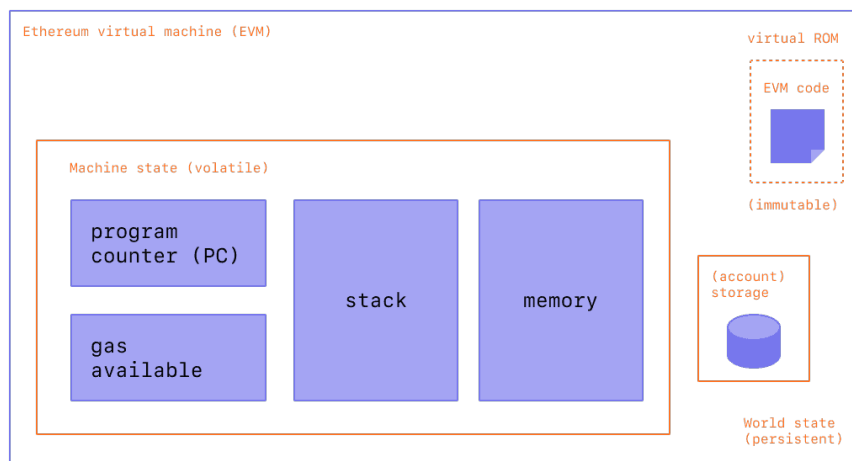 Ethereum virtual machine (EVM)
virtual ROM
EVM code
(immutable)
Machine state (volatile)
program
counter (PC)
gas
available
stack
memory
(account)
storage
World state
(persistent)